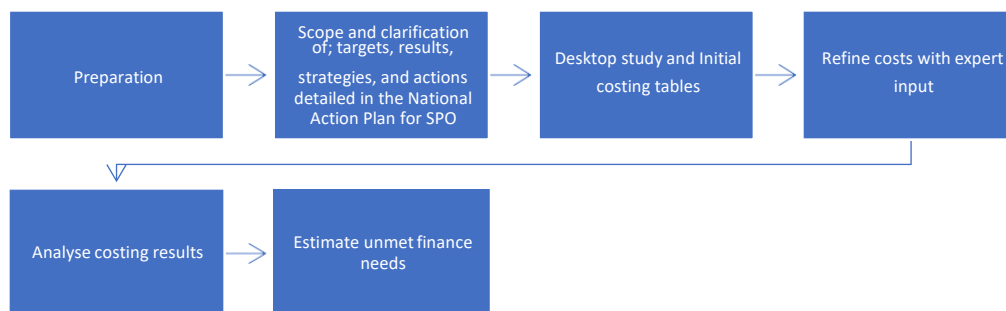 Preparation
Scope and clarification
of; targets, results,
strategies, and actions
detailed in the National
Action Plan for SPO
Desktop study and Initial
costing tables
Refine costs with expert
input
Analyse costing results
Estimate unmet finance
needs